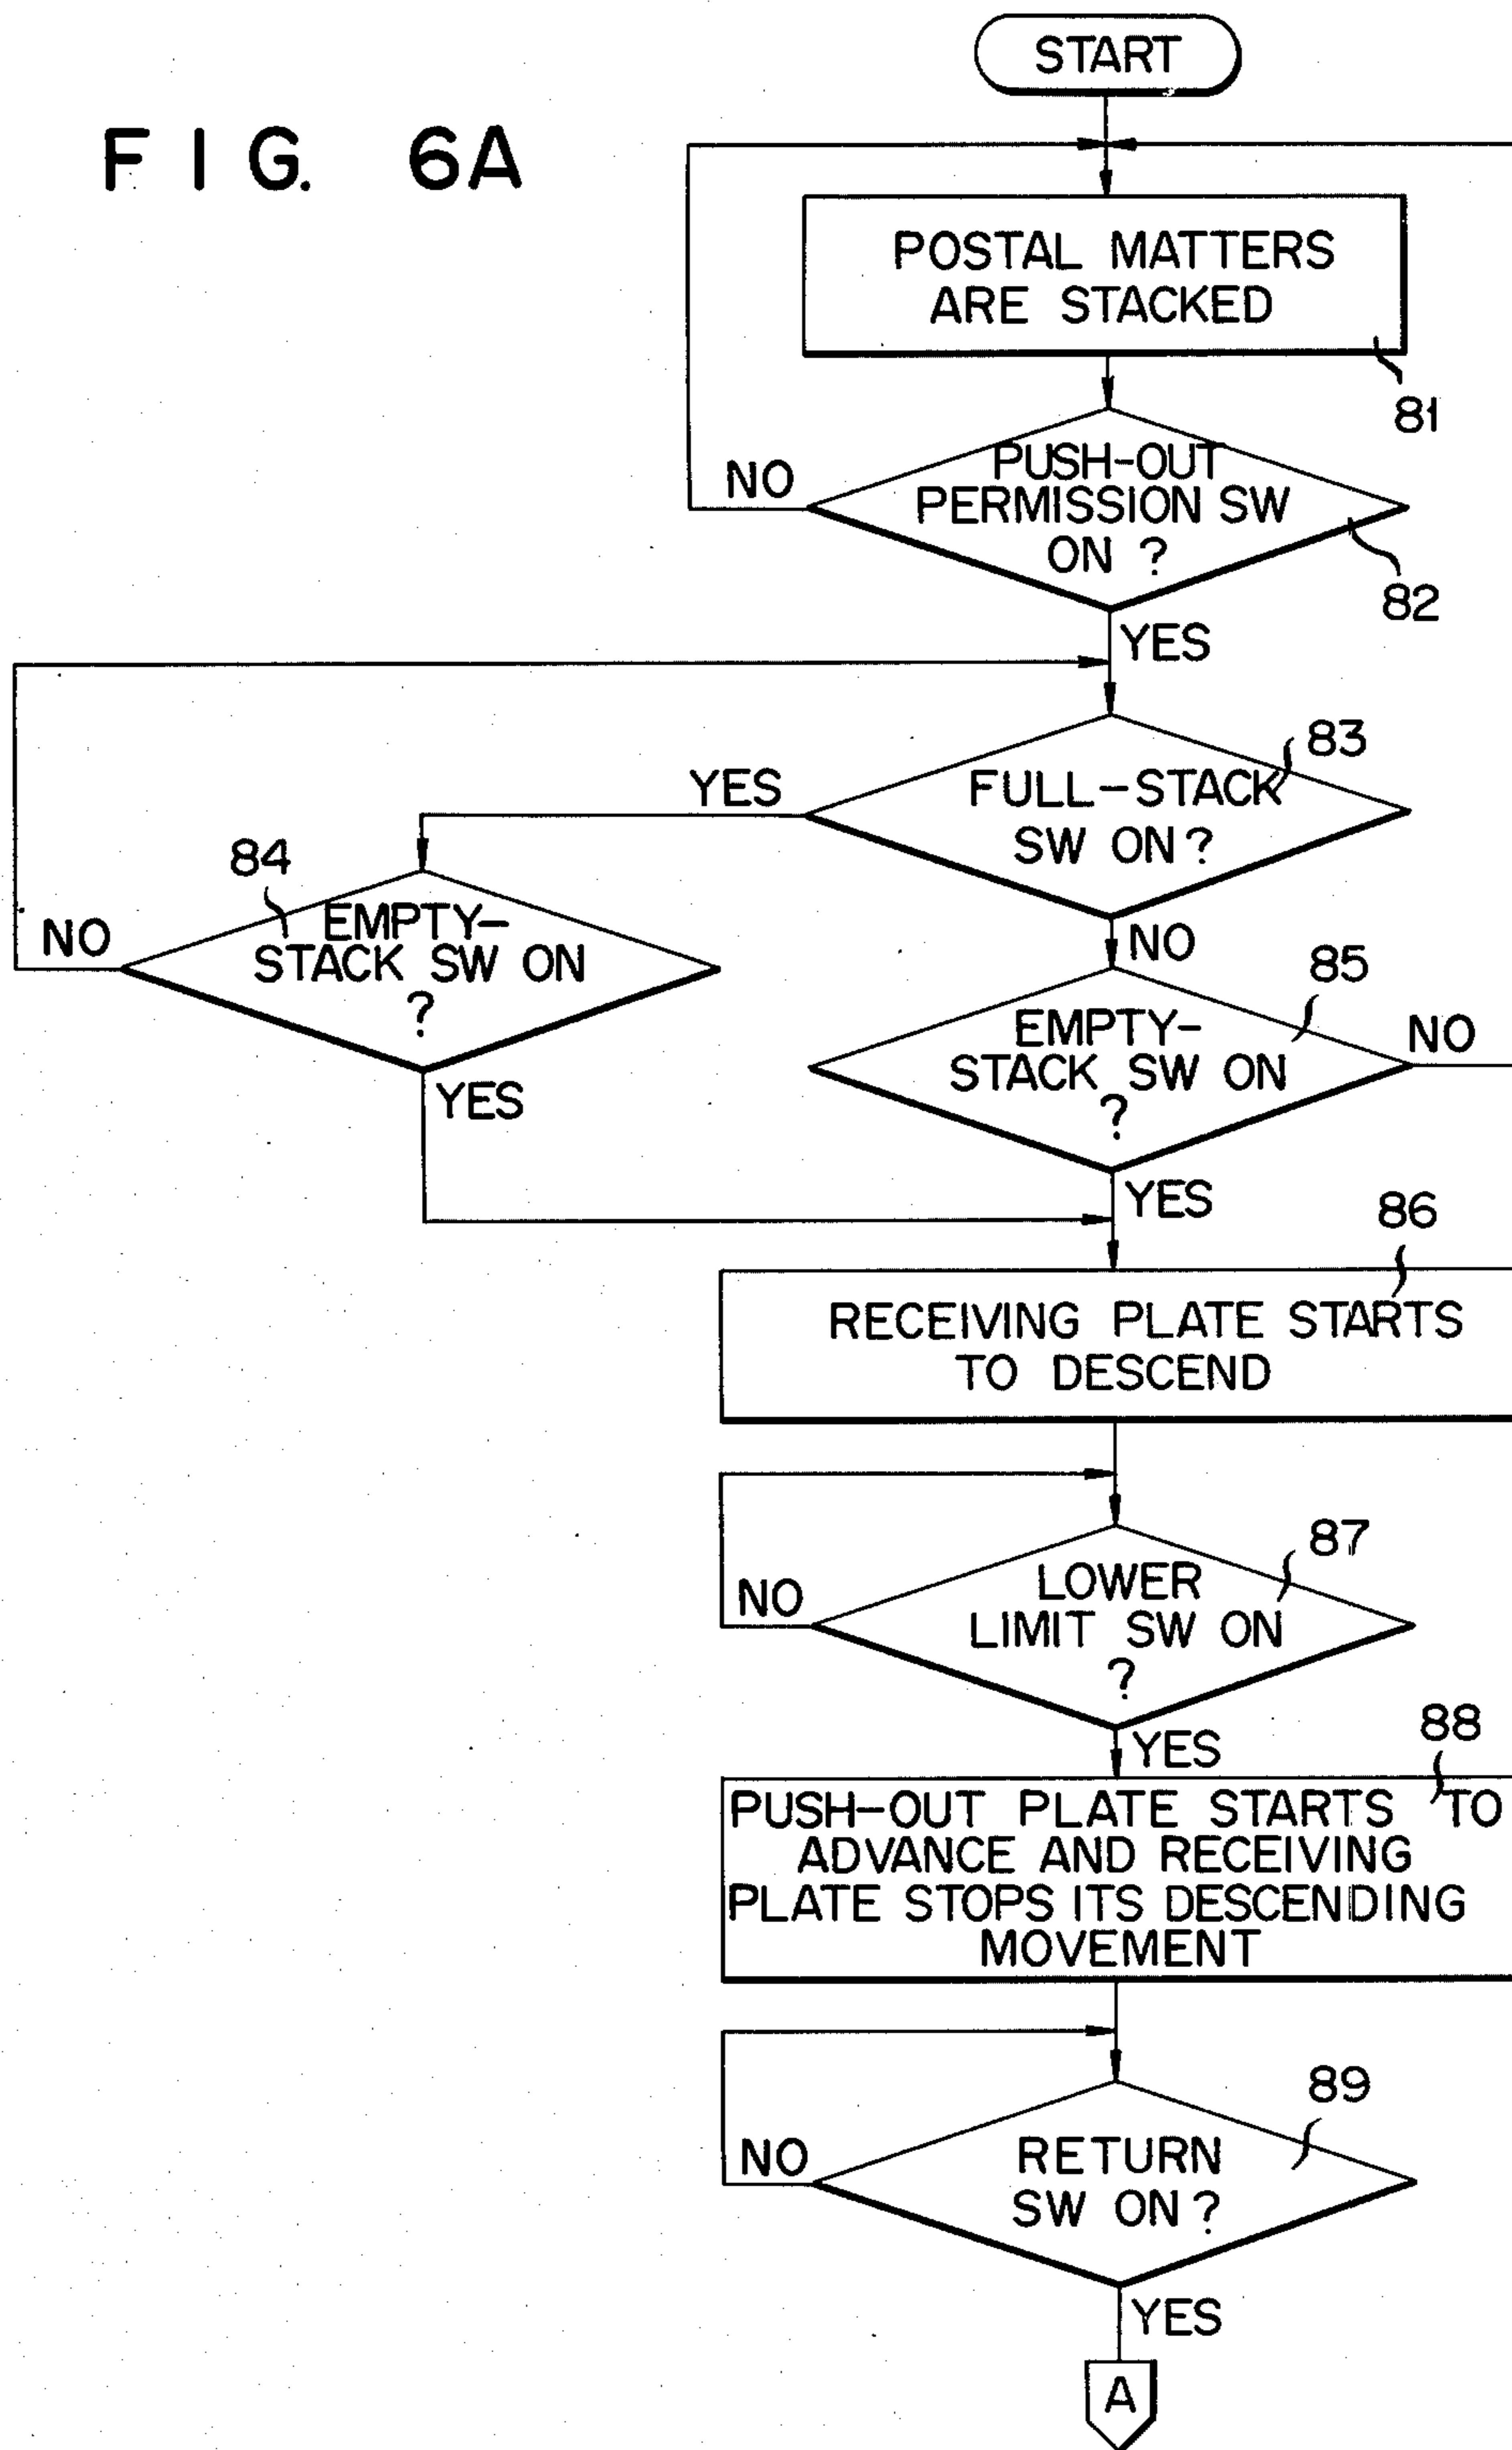 START
FIG. 6A
POSTAL MATTERS
ARE STACKED
81
PUSH-OUT
PERMISSION SW
ON ?
NO
82
YES
83
FULL-STACK
SW ON?
YES
84
EMPTY-
STACK SW ON
?
NO
NO
85
EMPTY-
STACK SW ON
?
NO
YES
YES
86
RECEIVING PLATE STARTS
TO DESCEND
87
LOWER
LIMIT SW ON
?
NO
YES
88
PUSH-OUT PLATE STARTS TO
ADVANCE AND RECEIVING
PLATE STOPS ITS DESCENDING
MOVEMENT
89
RETURN
SW ON?
NO
YES
A